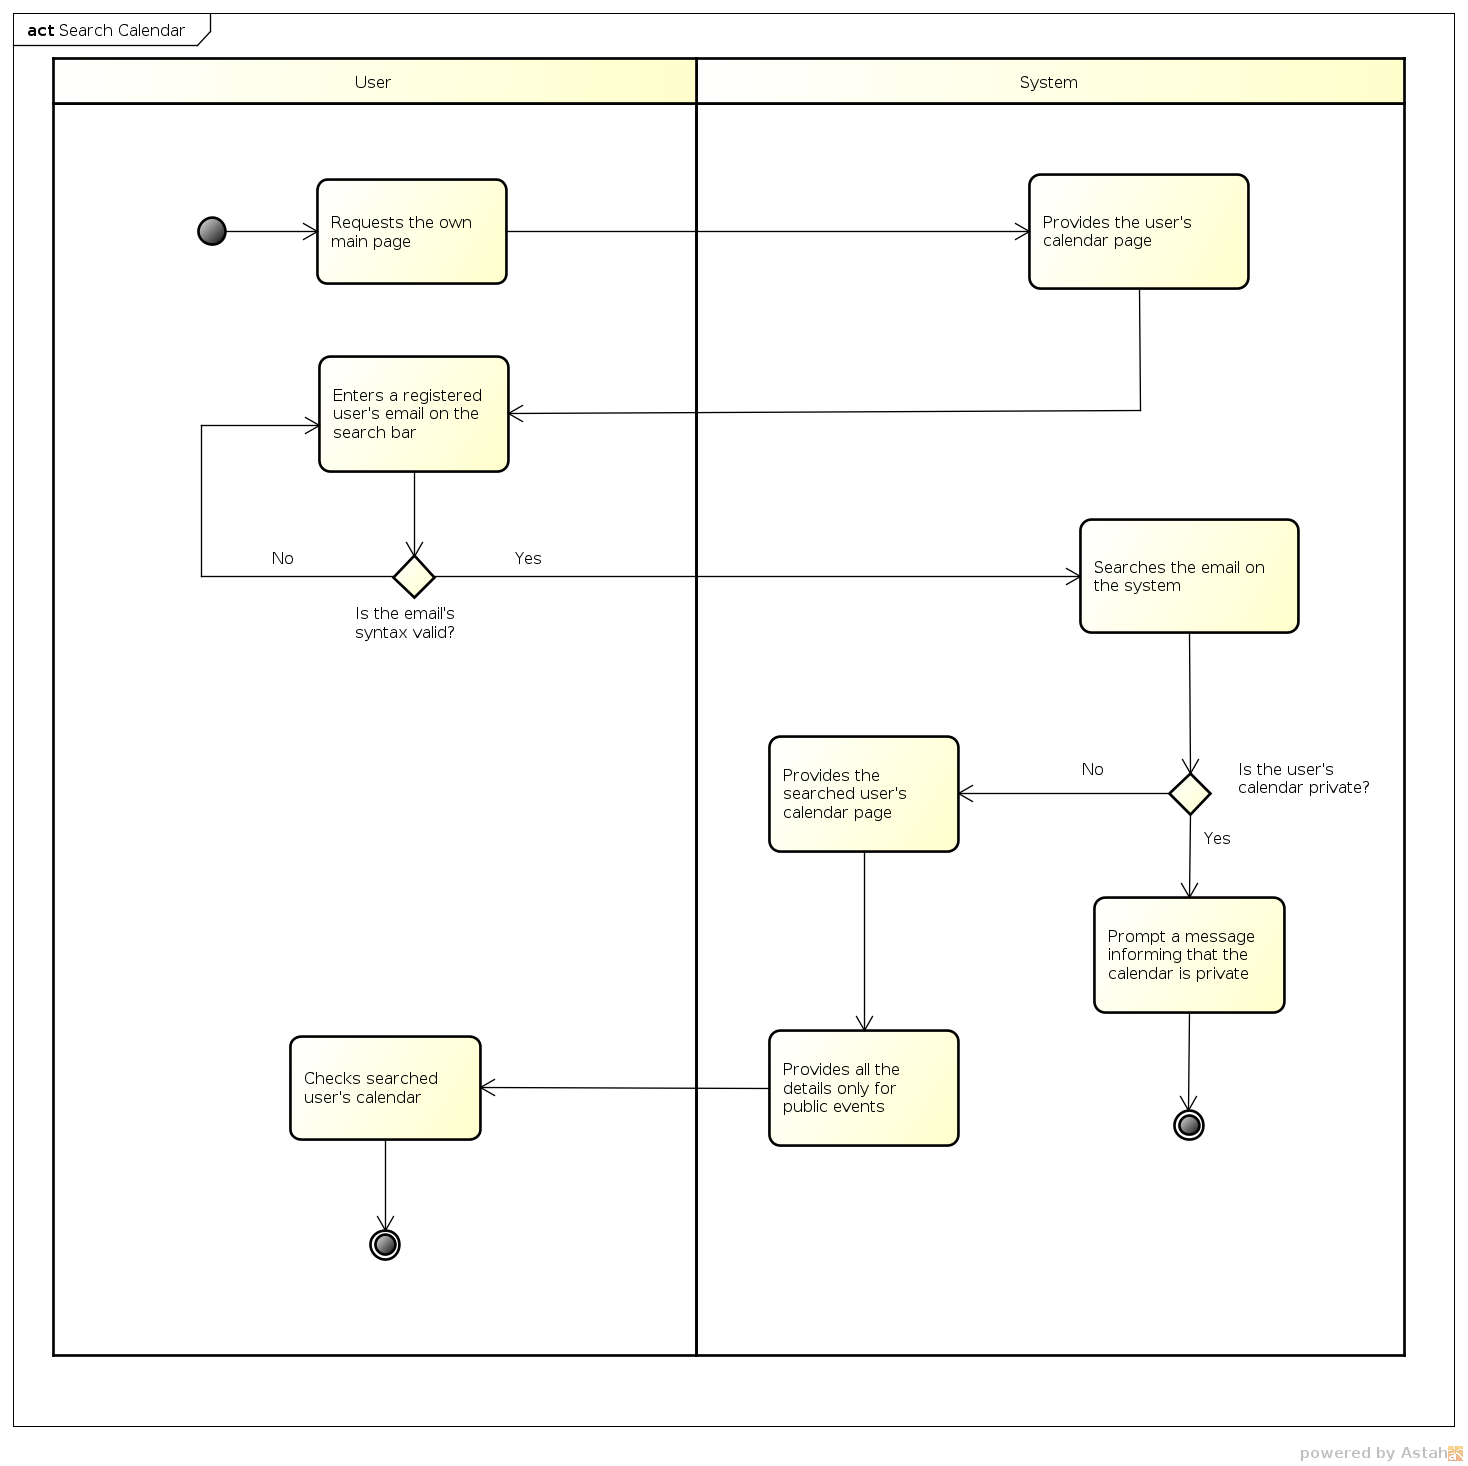 act Search Calendar
User
System
Requests the own
main page
Provides the user's
calendar page
Enters a registered
user's email on the
search bar
No
Yes
Is the email's
syntax valid?
Searches the email on
the system
Provides the
searched user's
calendar page
No
Is the user's
calendar private?
Yes
Prompt a message
informing that the
calendar is private
Checks searched
user's calendar
Provides all the
details only for
public events
powered by Astah